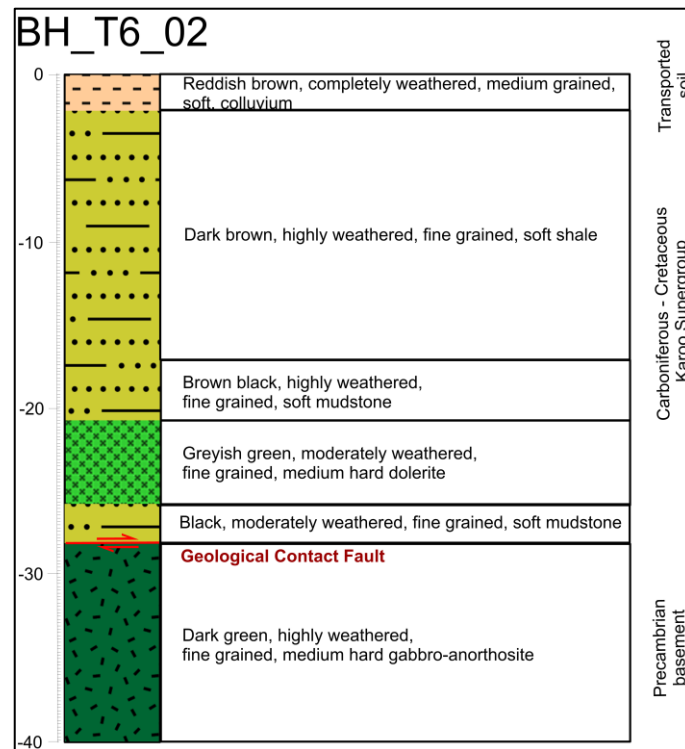 BH_T6_02
0
Reddish brown, completely weathered, medium grained,
soft, colluvium
Transported
soil
Dark brown, highly weathered, fine grained, soft shale
-10
Carboniferous - Cretaceous
Karoo Supergroup
Brown black, highly weathered,
fine grained, soft mudstone
-20
Greyish green, moderately weathered,
fine grained, medium hard dolerite
Black, moderately weathered, fine grained, soft mudstone
Geological Contact Fault
-30
Dark green, highly weathered,
fine grained, medium hard gabbro-anorthosite
Precambrian
basement
-40